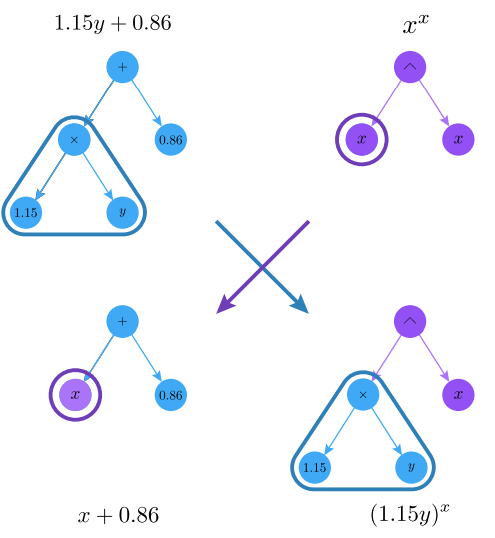 1.15y + 0.86
x^x
+
^
×
0.86
x
x
1.15
y
+
^
x
0.86
×
x
1.15
y
x + 0.86
(1.15y)^x